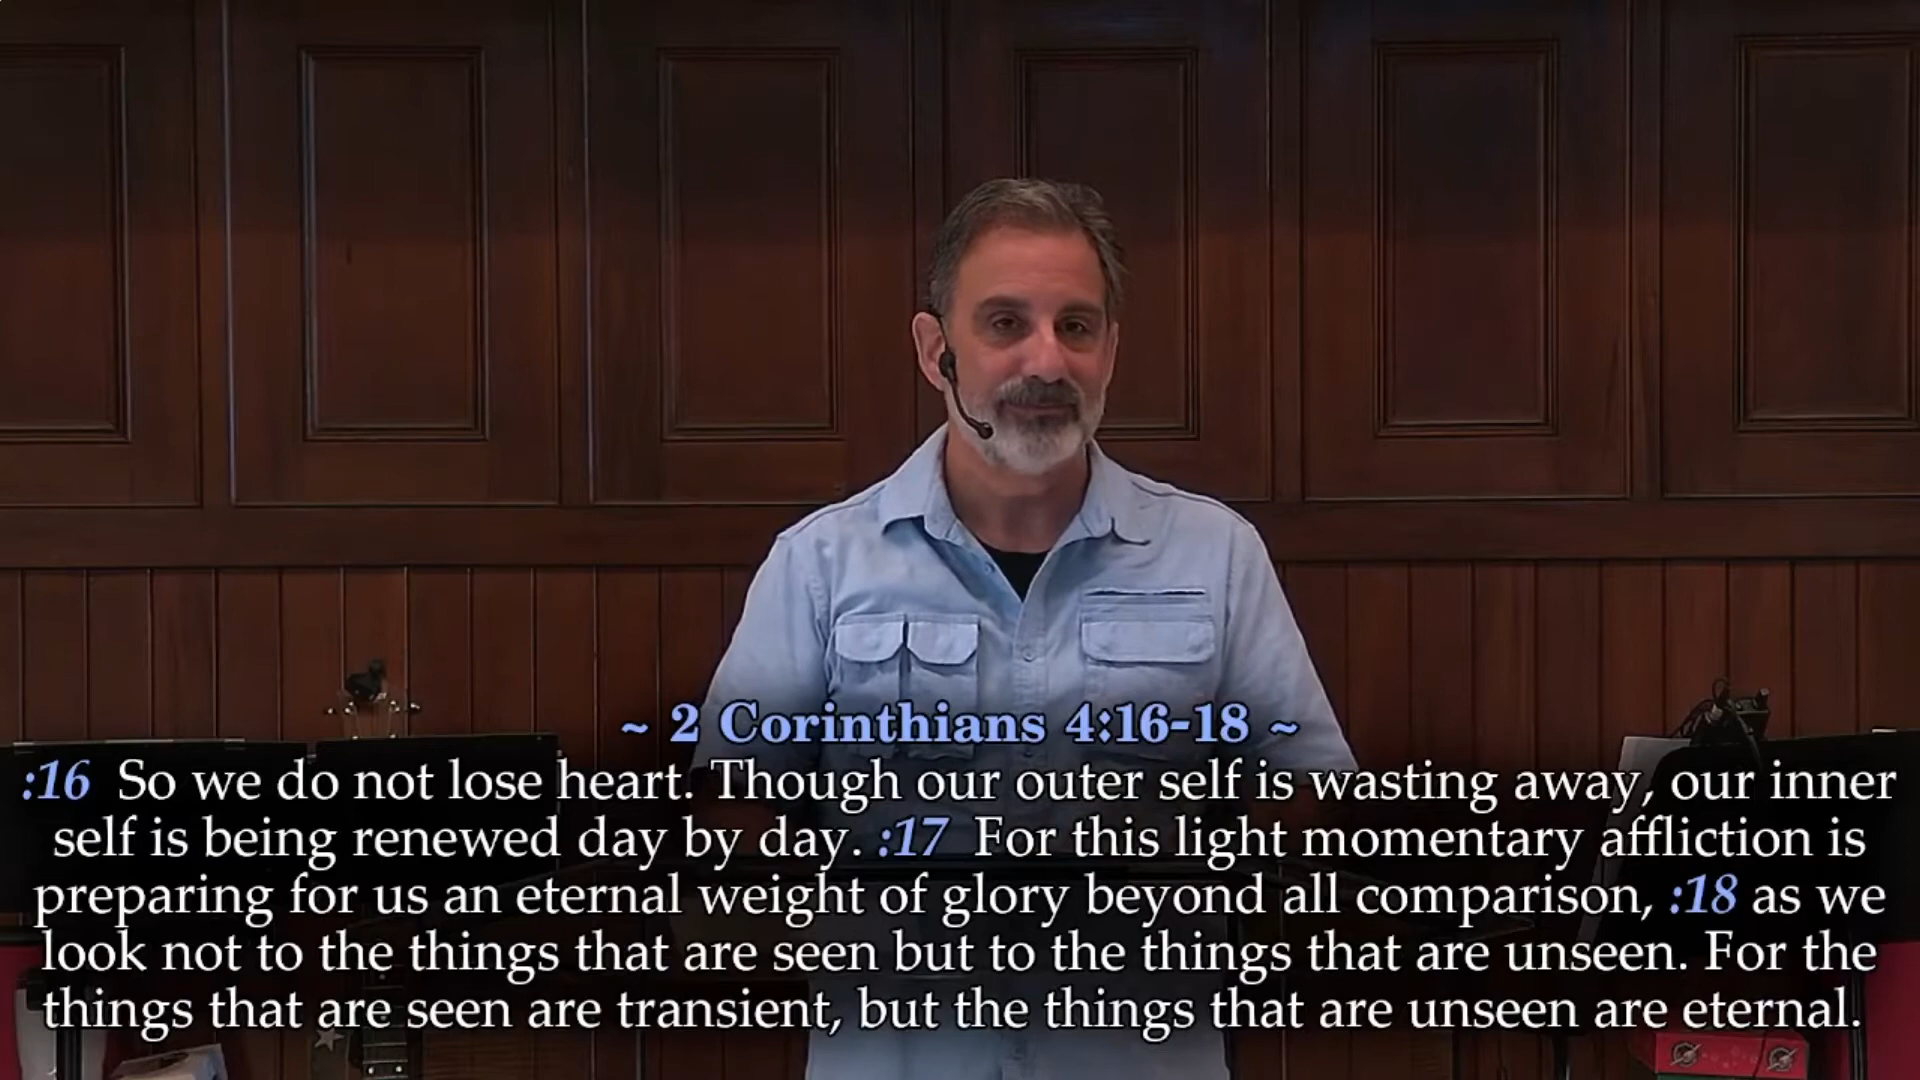 ~ 2 Corinthians 4:16-18 ~
:16 So we do not lose heart. Though our outer self is wasting away, our inner
self is being renewed day by day. :17 For this light momentary affliction is
preparing for us an eternal weight of glory beyond all comparison, :18 as we
look not to the things that are seen but to the things that are unseen. For the
things that are seen are transient, but the things that are unseen are eternal.